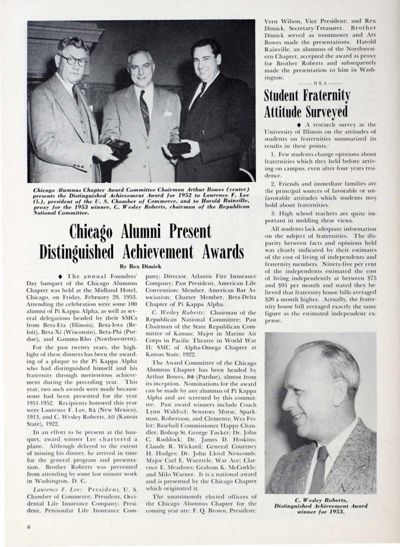 Chicago Alumnus Chapter Award Committee Chairman Arthur Bowes (center)
presents the Distinguished Achievement Award for 1952 to Laurence F. Lee
(l.), president of the U. S. Chamber of Commerce, and to Harold Rainville,
proxy for the 1953 winner, C. Wesley Roberts, chairman of the Republican
National Committee.
Chicago Alumni Present
Distinguished Achievement Awards
By Rex Dimick
♦ The annual Founders'
Day banquet of the Chicago Alumnus
Chapter was held at the Midland Hotel,
Chicago, on Friday, February 20, 1953.
Attending the celebration were some 100
alumni of Pi Kappa Alpha, as well as sev-
eral delegations headed by their SMCs
from Beta-Eta (Illinois), Beta-Iota (Be-
loit), Beta-Xi (Wisconsin), Beta-Phi (Pur-
due), and Gamma-Rho (Northwestern).
For the past twenty years, the high-
light of these dinners has been the award-
ing of a plaque to the Pi Kappa Alpha
who had distinguished himself and his
fraternity through meritorious achieve-
ment during the preceding year. This
year, two such awards were made because
none had been presented for the year
1951-1952. Recipients honored this year
were Laurence F. Lee, (New Mexico),
1913, and C. Wesley Roberts, (Kansas
State), 1922.
In an effort to be present at the ban-
quet, award winner Lee chartered a
plane. Although delayed to the extent
of missing his dinner, he arrived in time
for the general program and presenta-
tion. Brother Roberts was prevented
from attending by some last minute work
in Washington, D. C.
Laurence F. Lee: President, U. S.
Chamber of Commerce; President, Occi-
dental Life Insurance Company; Presi-
dent, Peninsular Life Insurance Com-
pany; Director, Atlantic Fire Insurance
Company; Past President, American Life
Convention; Member, American Bar As-
sociation; Charter Member, Beta-Delta
Chapter of Pi Kappa Alpha.
C. Wesley Roberts: Chairman of the
Republican National Committee; Past
Chairman of the State Republican Com-
mittee of Kansas; Major in Marine Air
Corps in Pacific Theatre in World War
II; SMC of Alpha-Omega Chapter at
Kansas State, 1922.
The Award Committee of the Chicago
Alumnus Chapter has been headed by
Arthur Bowes, (Purdue), almost from
its inception. Nominations for the award
can be made by any alumnus of Pi Kappa
Alpha and are screened by this commit-
tee. Past award winners include Coach
Lynn Waldorf; Senators Morse, Spark-
man, Robertson, and Clements; Wes Fes-
ler; Baseball Commissioner Happy Chan-
dler; Bishop St. George Tucker; Dr. John
C. Ruddock; Dr. James D. Hoskins;
Claude R. Wickard; General Courtney
H. Hodges; Dr. John Lloyd Newcomb;
Major Carl E. Wuertele, War Ace; Clar-
ence E. Meadows; Graham K. McCorkle;
and Milo Warner. It is a national award
and is presented by the Chicago Chapter
which originated it.
The unanimously elected officers of
the Chicago Alumnus Chapter for the
coming year are: F. Q. Brown, President;
Vern Wilson, Vice President; and Rex
Dimick, Secretary-Treasurer. Brother
Dimick served as toastmaster and Art
Bowes made the presentations. Harold
Rainville, an alumnus of the Northwest-
ern Chapter, accepted the award as proxy
for Brother Roberts and subsequently
made the presentations to him in Wash-
ington.
ΠΚΑ
Student Fraternity
Attitude Surveyed
♦ A research survey at the
University of Illinois on the attitudes of
students on fraternities summarized its
results in these points.
1. Few students change opinions about
fraternities which they held before arriv-
ing on campus, even after four years resi-
dence.
2. Friends and immediate families are
the principal sources of favorable or un-
favorable attitudes which students may
hold about fraternities.
3. High school teachers are quite im-
portant in molding these views.
All students lack adequate information
on the subject of fraternities. The dis-
parity between facts and opinions held
was clearly indicated by their estimates
of the cost of living of independents and
fraternity members. Ninety-five per cent
of the independents estimated the cost
of living independently at between $75
and $95 per month and stated they be-
lieved that fraternity house bills averaged
$20 a month higher. Actually, the frater-
nity house bill averaged exactly the same
figure as the estimated independent ex-
pense.
C. Wesley Roberts,
Distinguished Achievement Award
winner for 1953.
6